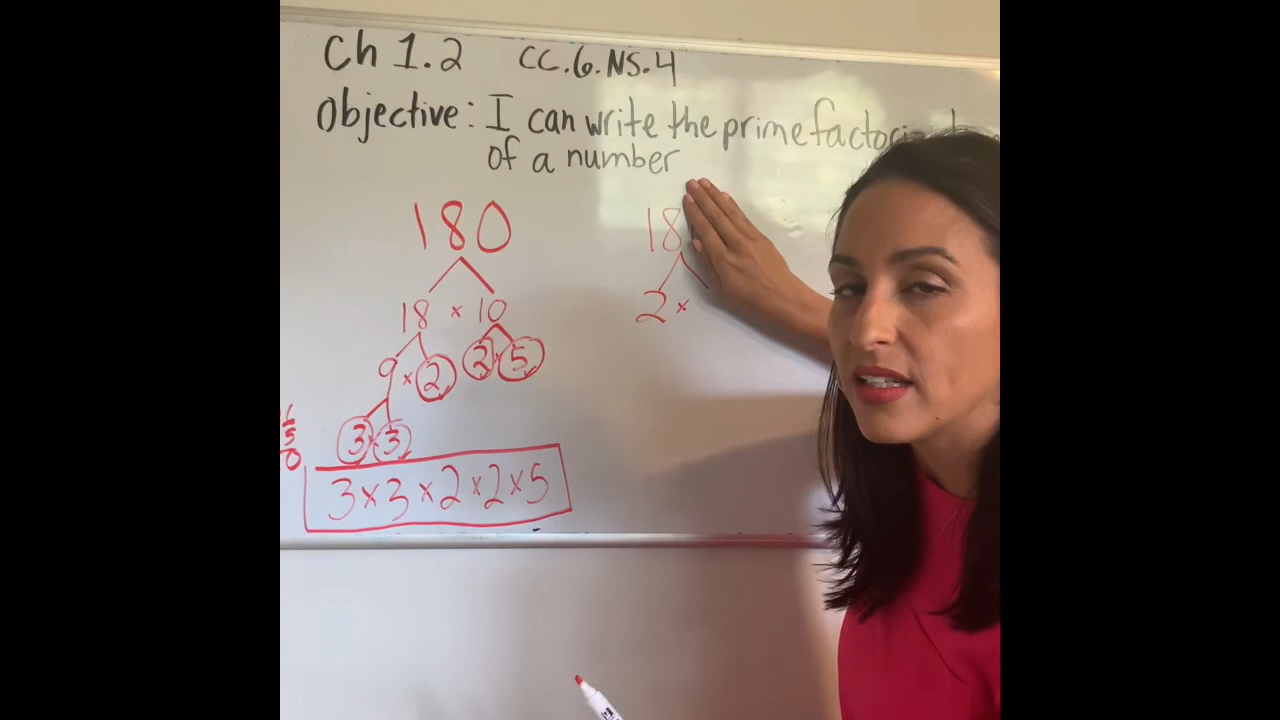 Ch 1.2 CC.6.NS.4
Objective: I can write the prime
of a number
180
18 × 10
9 × 2 2 5
3 3
3 × 3 × 2 × 2 × 5
18
2 ×